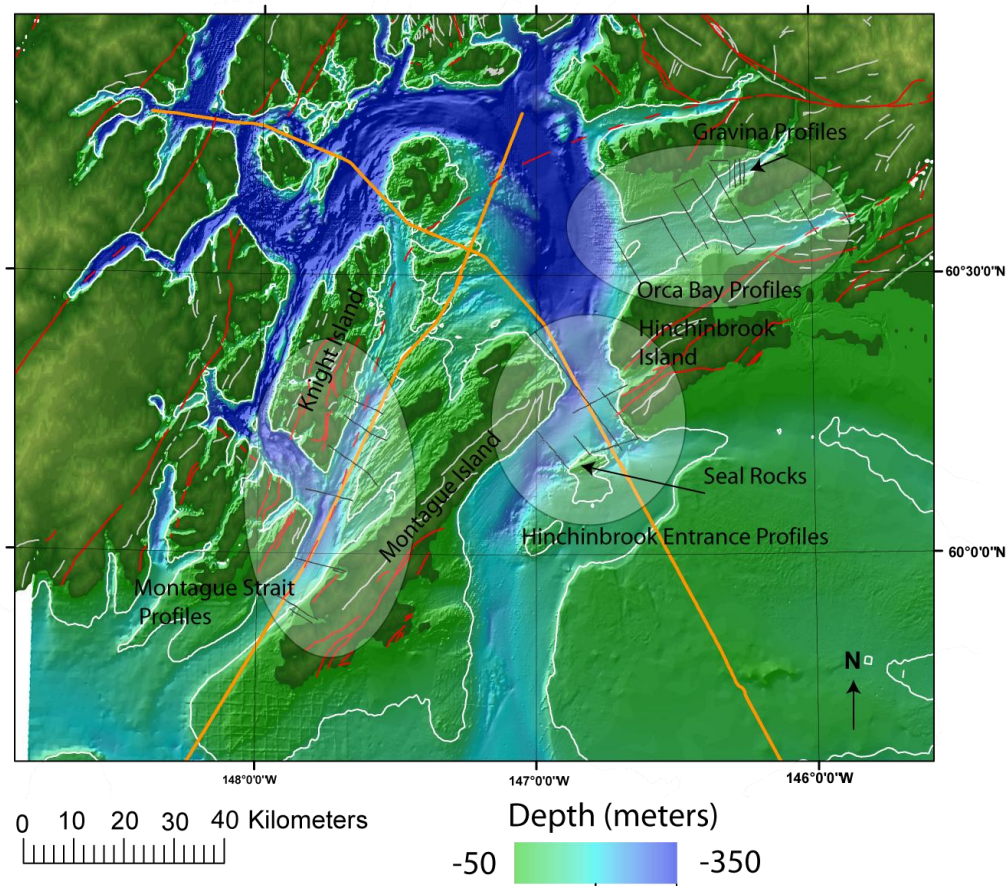 Gravina Profiles
60°30'0"N
Orca Bay Profiles
Hinchinbrook
Island
Knight Island
Montague Island
Seal Rocks
Hinchinbrook Entrance Profiles
60°0'0"N
Montague Strait
Profiles
N
148°0'0"W
147°0'0"W
146°0'0"W
0 10 20 30 40 Kilometers
Depth (meters)
-50
-350